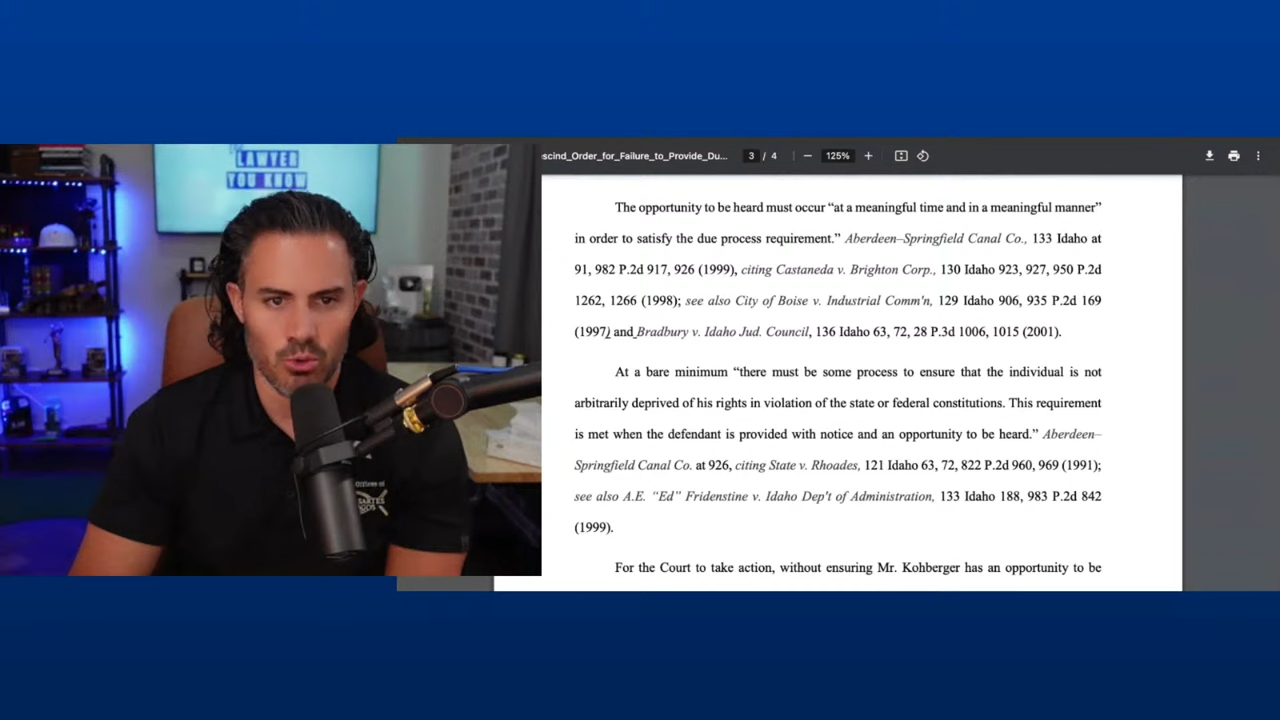 LAWYER
YOU KNOW
Offices of
scind_Order_for_Failure_to_Provide_Du...
3 / 4
125%
The opportunity to be heard must occur “at a meaningful time and in a meaningful manner”
in order to satisfy the due process requirement.” Aberdeen–Springfield Canal Co., 133 Idaho at
91, 982 P.2d 917, 926 (1999), citing Castaneda v. Brighton Corp., 130 Idaho 923, 927, 950 P.2d
1262, 1266 (1998); see also City of Boise v. Industrial Comm'n, 129 Idaho 906, 935 P.2d 169
(1997) and Bradbury v. Idaho Jud. Council, 136 Idaho 63, 72, 28 P.3d 1006, 1015 (2001).
At a bare minimum “there must be some process to ensure that the individual is not
arbitrarily deprived of his rights in violation of the state or federal constitutions. This requirement
is met when the defendant is provided with notice and an opportunity to be heard.” Aberdeen–
Springfield Canal Co. at 926, citing State v. Rhoades, 121 Idaho 63, 72, 822 P.2d 960, 969 (1991);
see also A.E. “Ed” Fridenstine v. Idaho Dep't of Administration, 133 Idaho 188, 983 P.2d 842
(1999).
For the Court to take action, without ensuring Mr. Kohberger has an opportunity to be